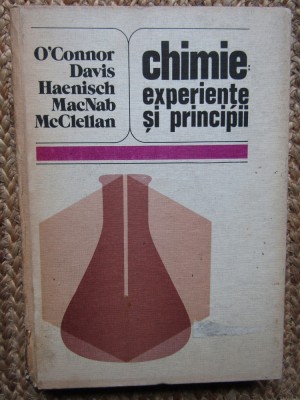 O'Connor
Davis
Haenisch
MacNab
McClellan
chimie:
experiențe
și principii